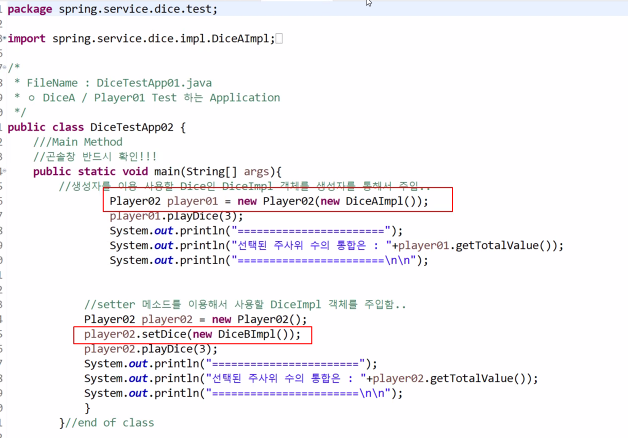 package spring.service.dice.test;
import spring.service.dice.impl.DiceAImpl;
/*
* FileName : DiceTestApp01.java
* ㅇ DiceA / Player01 Test 하는 Application
*/
public class DiceTestApp02 {
///Main Method
//곤솔창 반드시 확인!!!
public static void main(String[] args){
//생성자를 이용 사용할 Dice인 DiceImpl 객체를 생성자를 통해서 주입..
Player02 player01 = new Player02(new DiceAImpl());
player01.playDice(3);
System.out.println("=======================");
System.out.println("선택된 주사위 수의 통합은 : "+player01.getTotalValue());
System.out.println("=======================\n\n");
//setter 메소드를 이용해서 사용할 DiceImpl 객체를 주입함..
Player02 player02 = new Player02();
player02.setDice(new DiceBImpl());
player02.playDice(3);
System.out.println("=======================");
System.out.println("선택된 주사위 수의 통합은 : "+player02.getTotalValue());
System.out.println("=======================\n\n");
}
}//end of class